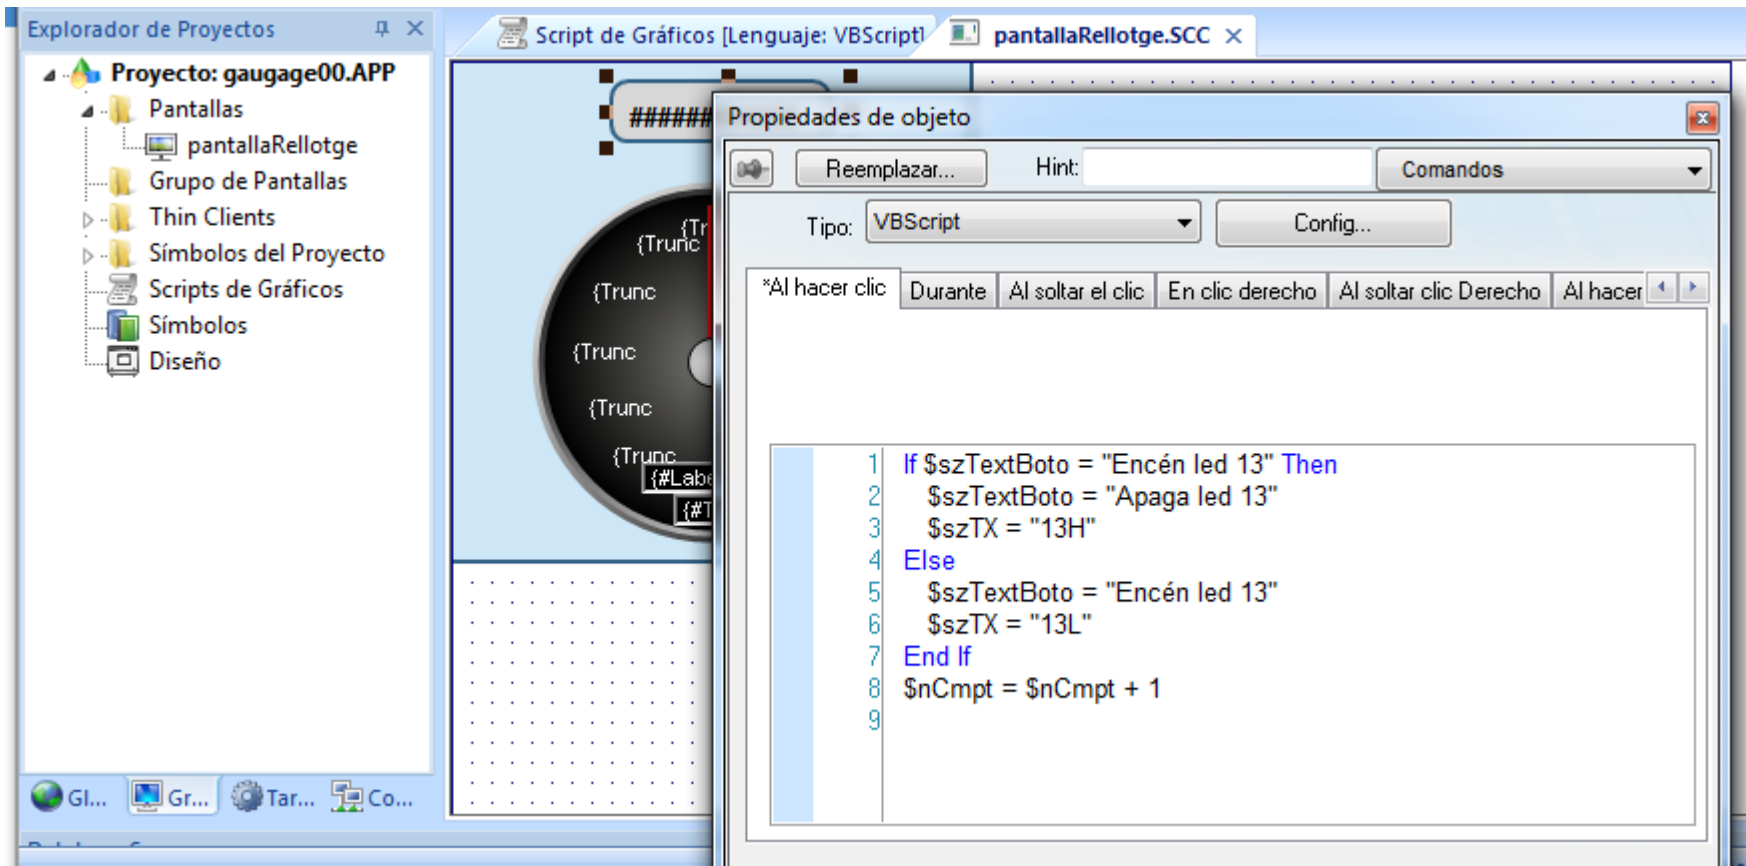 Explorador de Proyectos
Script de Gráficos [Lenguaje: VBScript]
pantallaRellotge.SCC
Proyecto: gaugage00.APP
Pantallas
pantallaRellotge
Grupo de Pantallas
Thin Clients
Símbolos del Proyecto
Scripts de Gráficos
Símbolos
Diseño
Gl...
Gr...
Tar...
Co...
######
{Tr
{Trunc
{Trunc
{Trunc
{Trunc
{Trunc
{#Labe
{#T
Propiedades de objeto
Reemplazar...
Hint:
Comandos
Tipo:
VBScript
Config...
*Al hacer clic
Durante
Al soltar el clic
En clic derecho
Al soltar clic Derecho
Al hacer
1 If $szTextBoto = "Encén led 13" Then
2 $szTextBoto = "Apaga led 13"
3 $szTX = "13H"
4 Else
5 $szTextBoto = "Encén led 13"
6 $szTX = "13L"
7 End If
8 $nCmpt = $nCmpt + 1
9